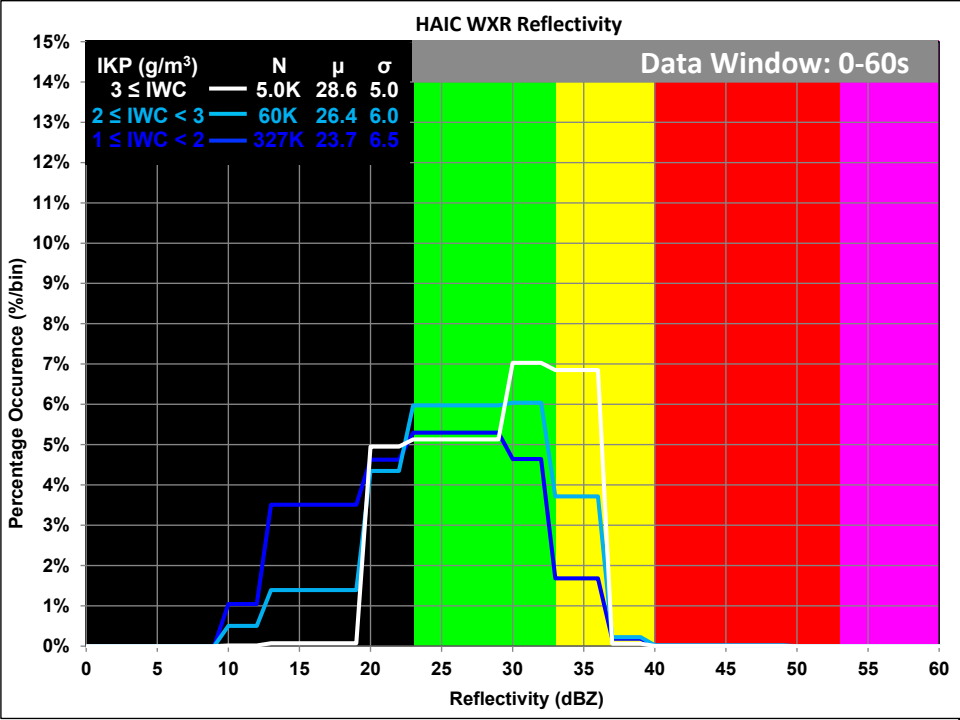 HAIC WXR Reflectivity
Data Window: 0-60s
IKP (g/m³) N μ σ
3 ≤ IWC 5.0K 28.6 5.0
2 ≤ IWC < 3 60K 26.4 6.0
1 ≤ IWC < 2 327K 23.7 6.5
Percentage Occurence (%/bin)
15%
14%
13%
12%
11%
10%
9%
8%
7%
6%
5%
4%
3%
2%
1%
0%
0 5 10 15 20 25 30 35 40 45 50 55 60
Reflectivity (dBZ)